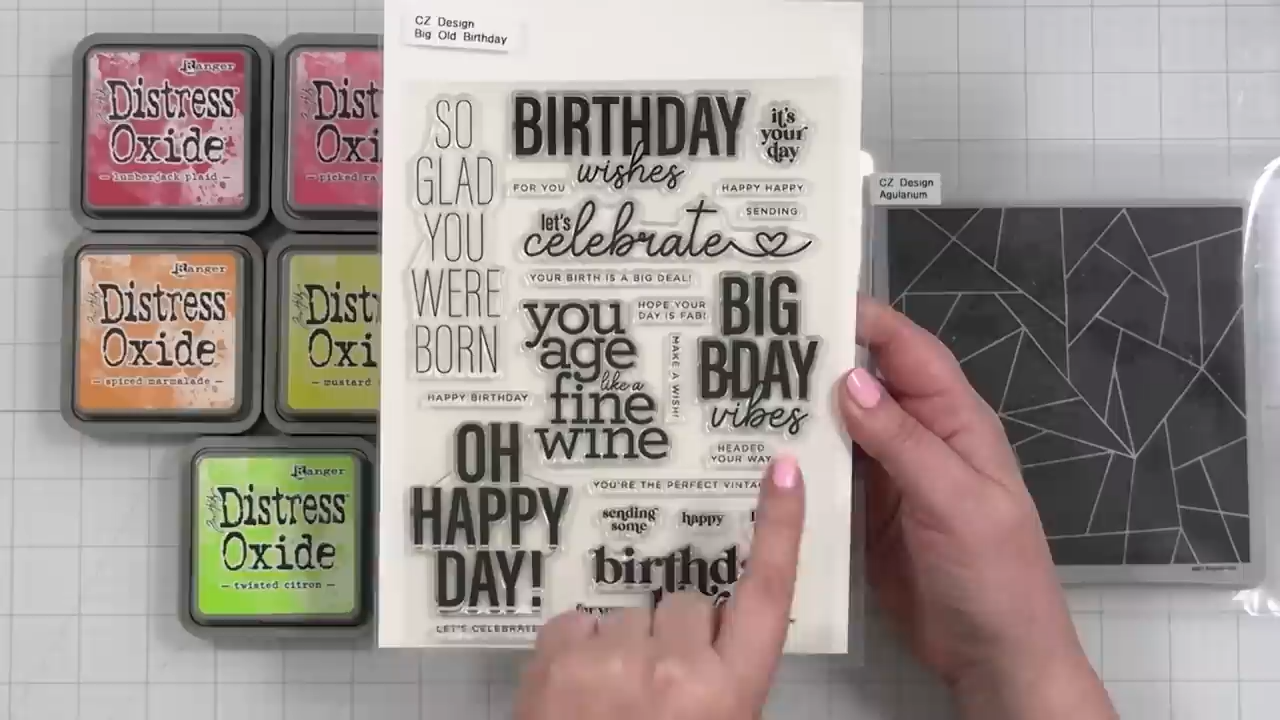 CZ Design
Big Old Birthday
Ranger
Distress
Oxide
lumberjack plaid
Distress
Oxide
picked
Ranger
Distress
Oxide
spiced marmalade
Distress
mustard
Ranger
Distress
Oxide
twisted citron
SO
GLAD
YOU
WERE
BORN
BIRTHDAY
wishes
it's
your
day
FOR YOU
HAPPY HAPPY
SENDING
let's
celebrate
YOUR BIRTH IS A BIG DEAL!
you
age
like a
fine
wine
HOPE YOUR
DAY IS FAB!
MAKE A WISH!
BIG
BDAY
vibes
HAPPY BIRTHDAY
HEADED
YOUR WAY
OH
HAPPY
DAY!
YOU'RE THE PERFECT
sending
some
happy
LET'S CELEBRATE
CZ Design
Agularium